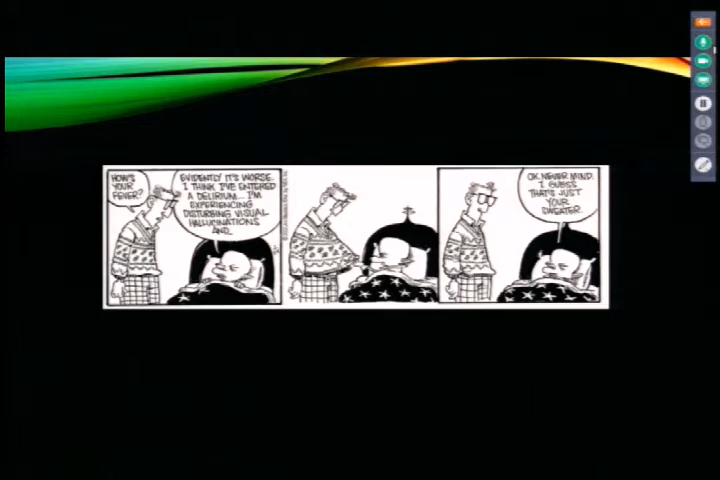 HOW'S
YOUR
FEVER?
EVIDENTLY IT'S WORSE.
I THINK I'VE ENTERED
A DELIRIUM... I'M
EXPERIENCING
DISTURBING VISUAL
HALLUCINATIONS
AND..
OK. NEVER MIND.
I GUESS
THAT'S JUST
YOUR
SWEATER.